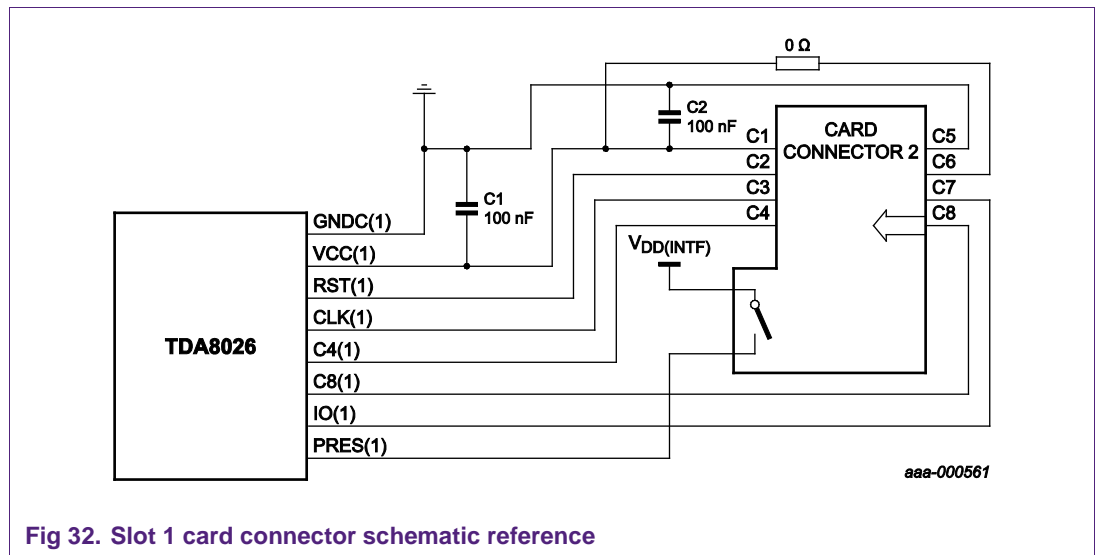 0 Ω
C2
100 nF
CARD
CONNECTOR 2
C1
C2
C3
C4
C5
C6
C7
C8
C1
100 nF
VDD(INTF)
TDA8026
GNDC(1)
VCC(1)
RST(1)
CLK(1)
C4(1)
C8(1)
IO(1)
PRES(1)
aaa-000561
Fig 32. Slot 1 card connector schematic reference